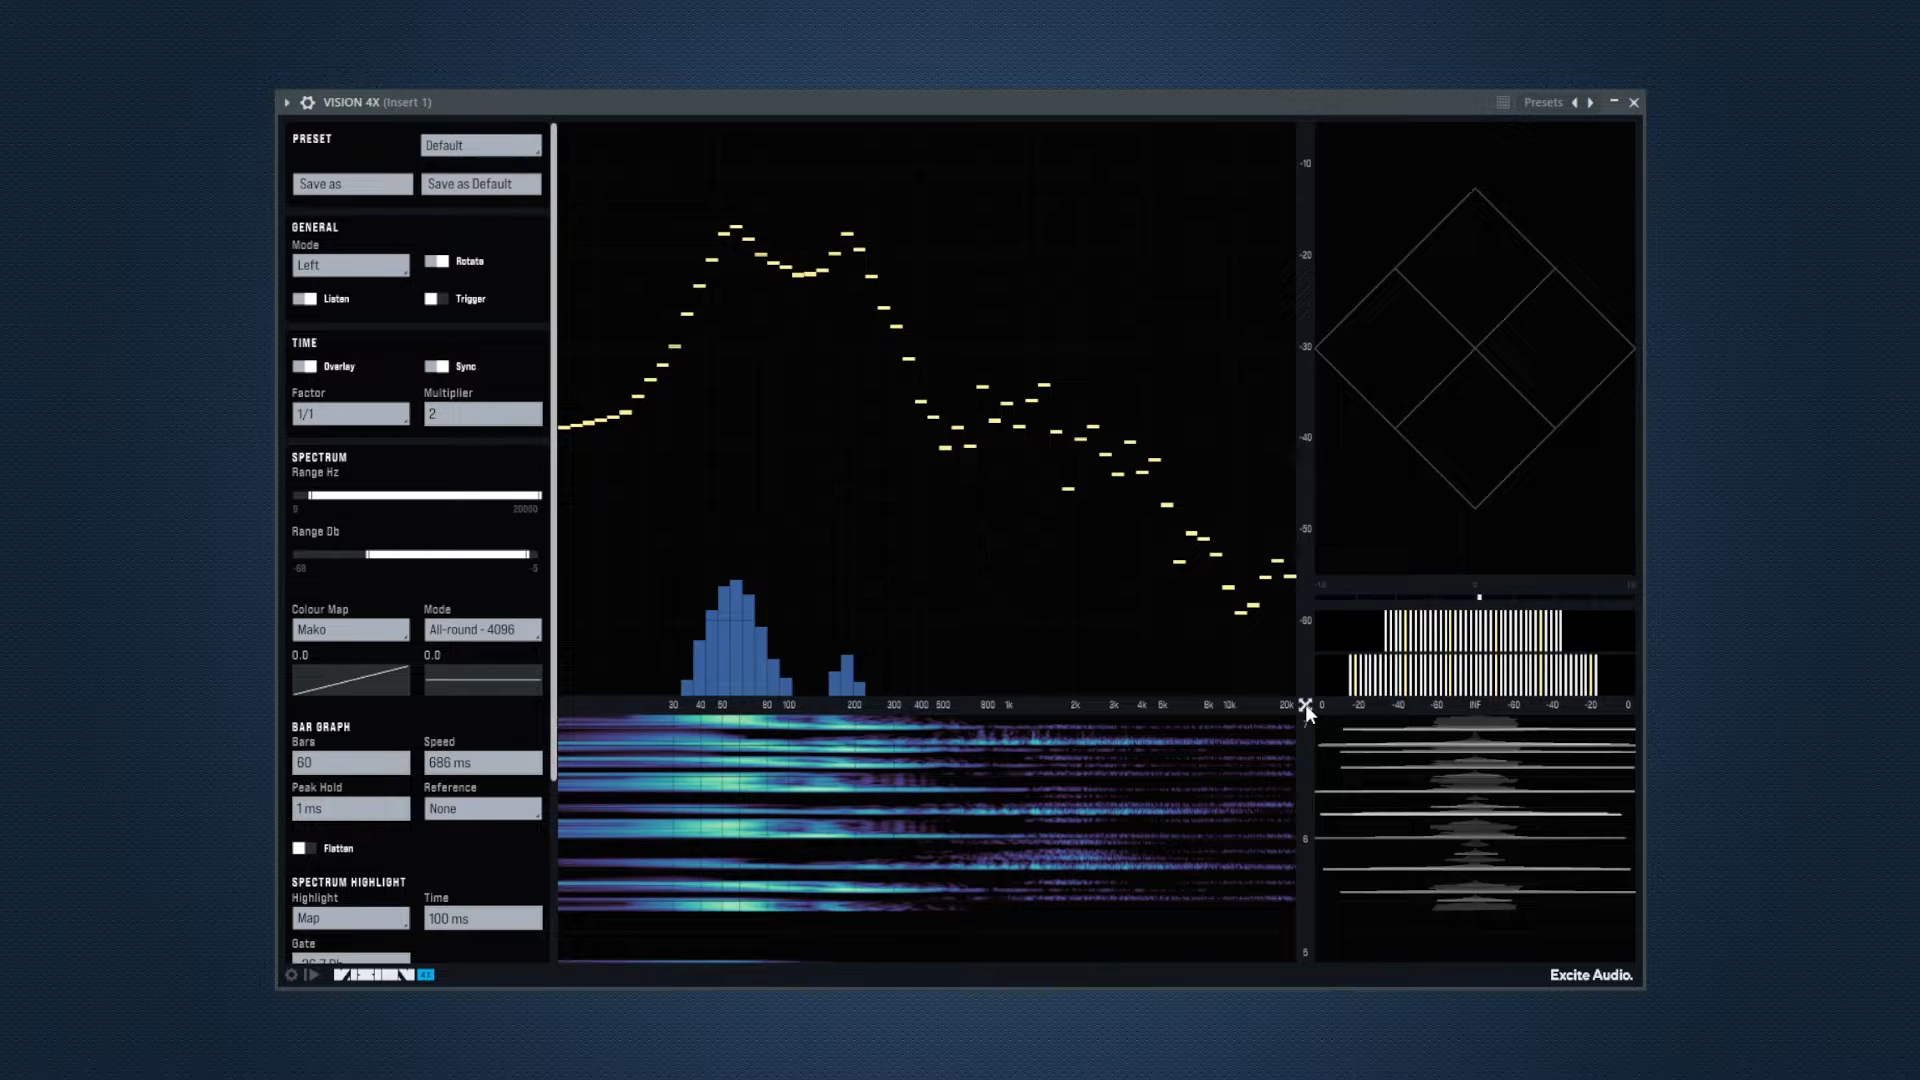 VISION 4X (Insert 1)
Presets
PRESET
Default
Save as
Save as Default
GENERAL
Mode
Left
Rotate
Listen
Trigger
TIME
Overlay
Sync
Factor
Multiplier
1/1
2
SPECTRUM
Range Hz
9
20000
Range Db
-68
-5
Colour Map
Mode
Mako
All-round - 4096
0.0
0.0
BAR GRAPH
Bars
Speed
60
686 ms
Peak Hold
Reference
1 ms
None
Flatten
SPECTRUM HIGHLIGHT
Highlight
Time
Map
100 ms
Gate
VISION 4X
-10
-20
-30
-40
-50
-60
30 40 50 80 100 200 300 400 500 800 1k 2k 3k 4k 5k 8k 10k 20k
0
0 -20 -40 -60 INF -60 -40 -20 0
6
5
Excite Audio.